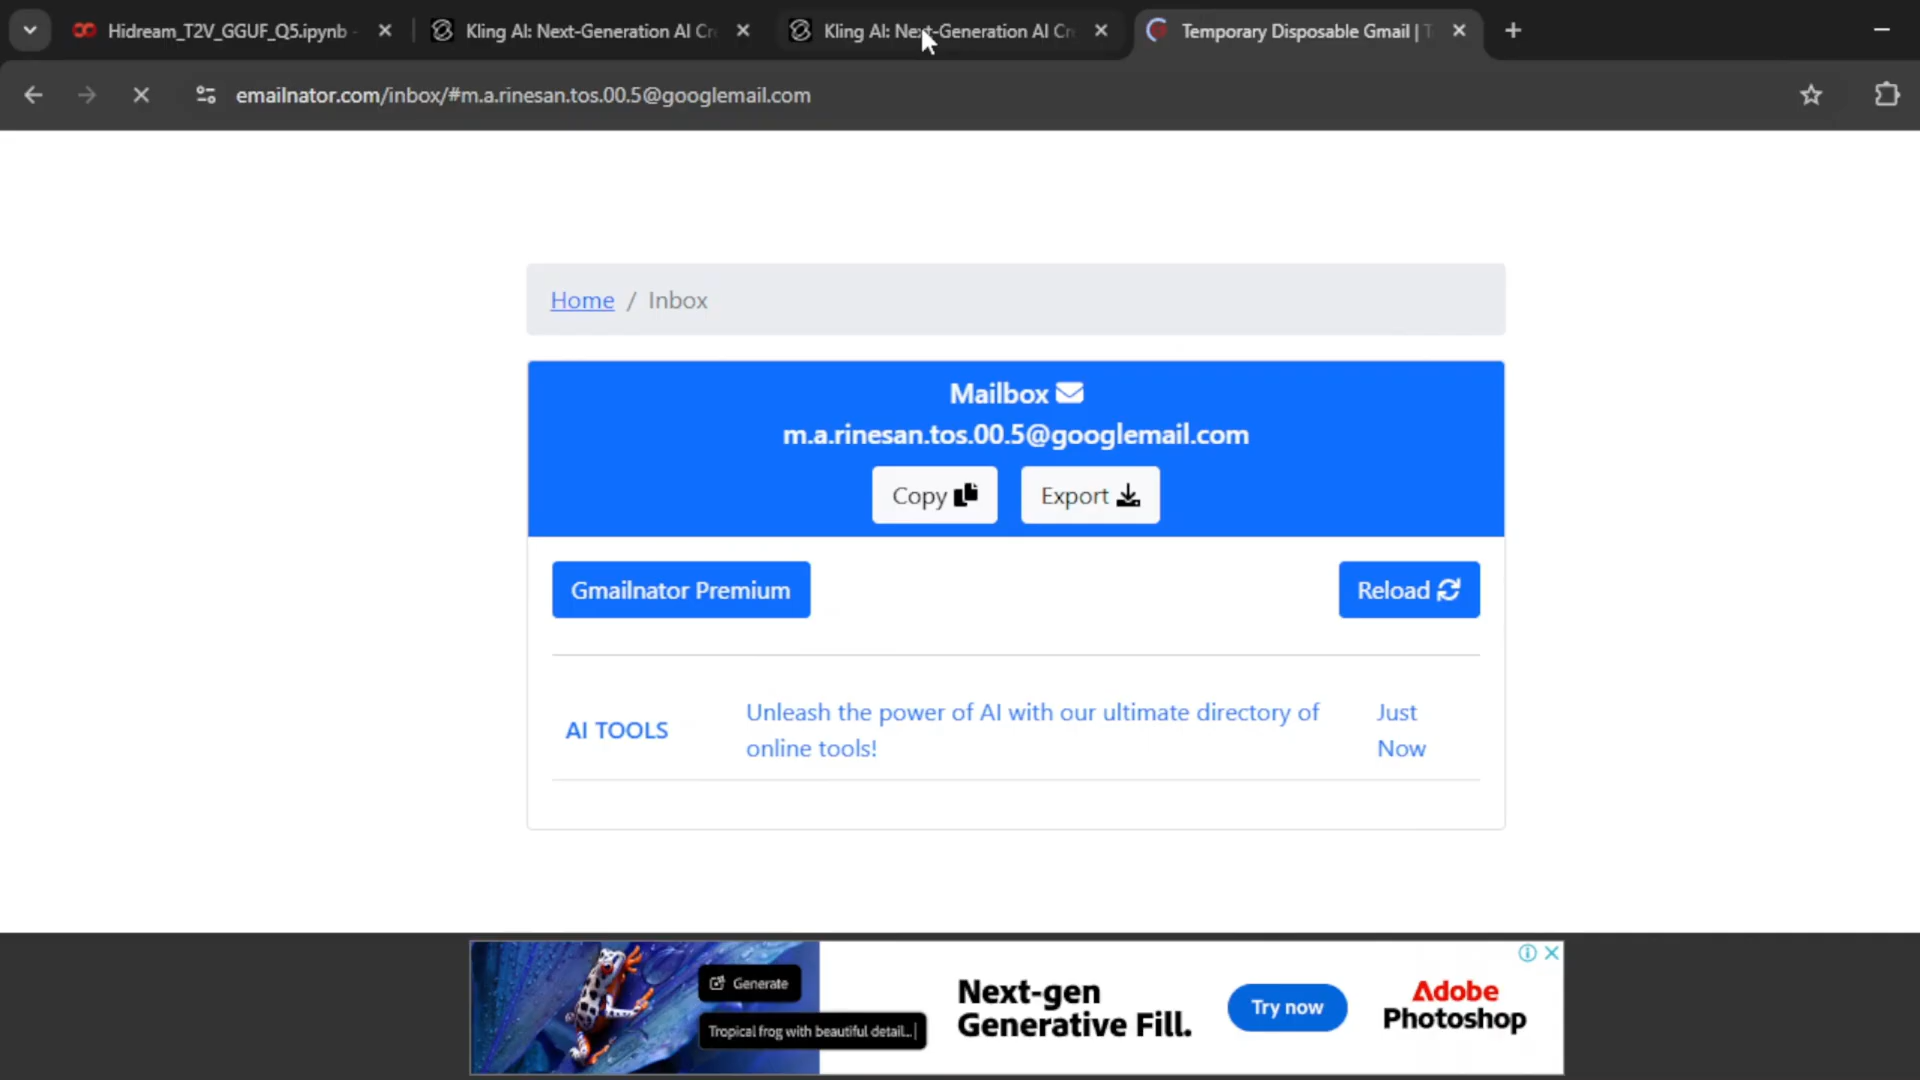 Hidream_T2V_GGUF_Q5.ipynb -
Kling AI: Next-Generation AI Cr
Kling AI: Next-Generation AI Cr
Temporary Disposable Gmail | T
emailnator.com/inbox/#m.a.rinesan.tos.00.5@googlemail.com
Home / Inbox
Mailbox
m.a.rinesan.tos.00.5@googlemail.com
Copy
Export
Gmailnator Premium
Reload
AI TOOLS
Unleash the power of AI with our ultimate directory of
online tools!
Just
Now
Generate
Tropical frog with beautiful detail...|
Next-gen
Generative Fill.
Try now
Adobe
Photoshop